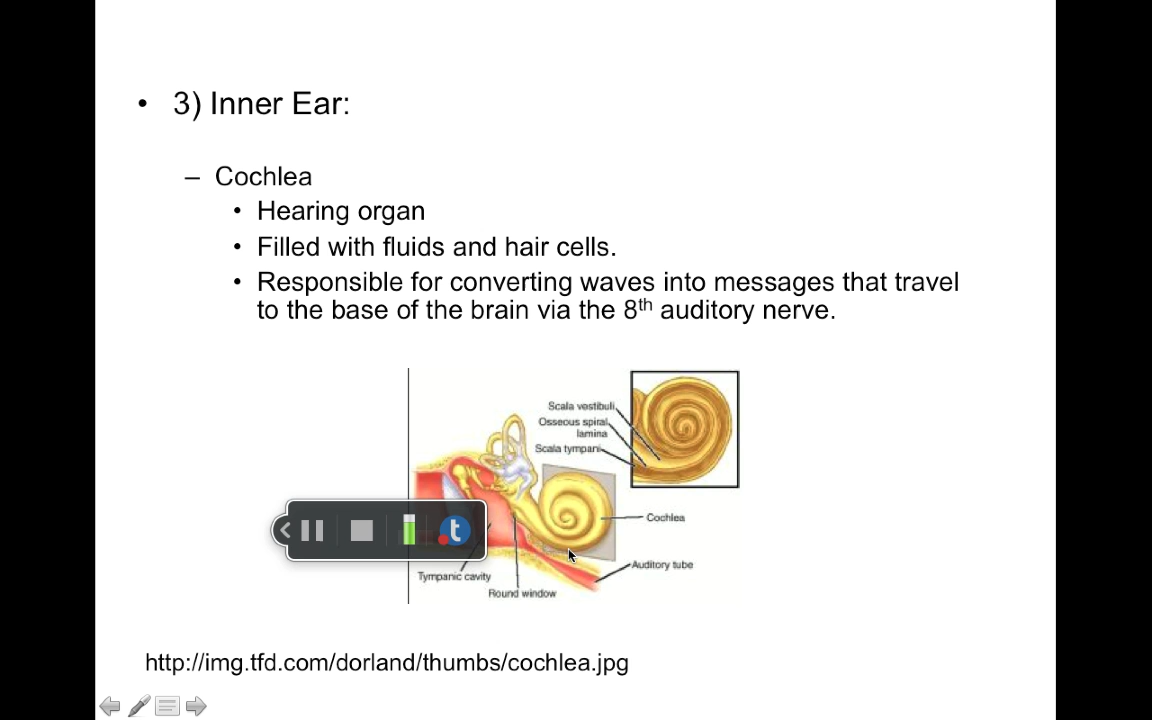 • 3) Inner Ear:
– Cochlea
• Hearing organ
• Filled with fluids and hair cells.
• Responsible for converting waves into messages that travel
to the base of the brain via the 8th auditory nerve.
Scala vestibuli
Osseous spiral
lamina
Scala tympani
Cochlea
Auditory tube
Tympanic cavity
Round window
t
http://img.tfd.com/dorland/thumbs/cochlea.jpg